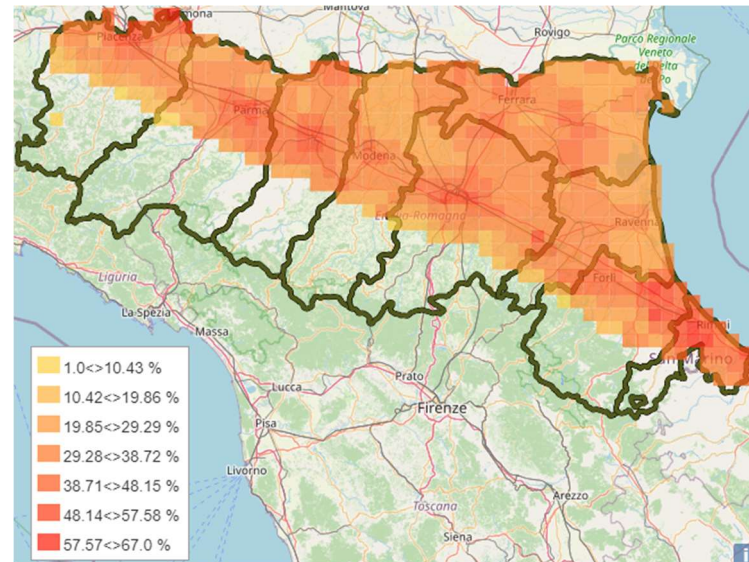 mona
Mantova
Rovigo
Piacenza
Parco Regionale
Veneto
del Delta
Po
Ferrara
Parma
Modena
Emilia-Romagna
Ravenna
Liguria
Forlì
La-Spezia
Rimini
San Marino
Massa
Prato
Lucca
Firenze
Pisa
Livorno
Arezzo
Toscana
Siena
1.0<>10.43 %
10.42<>19.86 %
19.85<>29.29 %
29.28<>38.72 %
38.71<>48.15 %
48.14<>57.58 %
57.57<>67.0 %
i